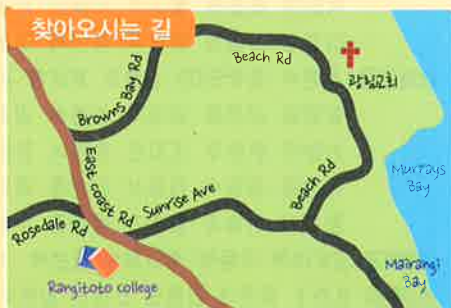 찾아오시는 길
Beach Rd
광림교회
Browns Bay Rd
East coast Rd
Sunrise Ave
Beach Rd
Murrays
Bay
Rosedale Rd
Mairangi
Bay
Rangitoto college